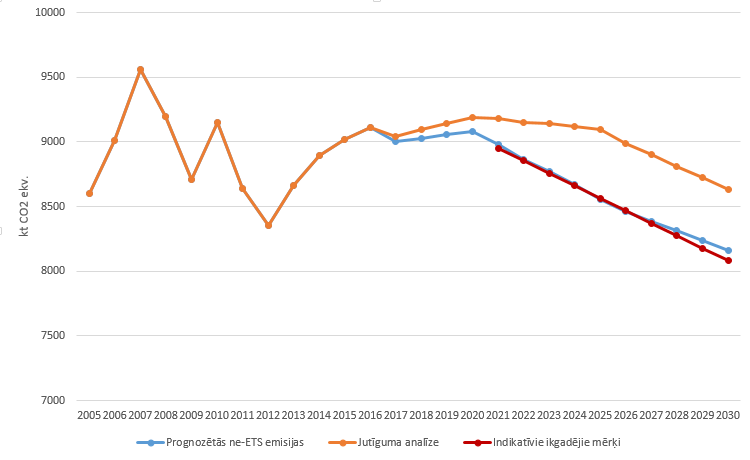 10000
9500
9000
8500
8000
7500
7000
kt CO2 ekv.
2005 2006 2007 2008 2009 2010 2011 2012 2013 2014 2015 2016 2017 2018 2019 2020 2021 2022 2023 2024 2025 2026 2027 2028 2029 2030
Prognozētās ne-ETS emisijas Jutīguma analīze Indikatīvie ikgadējie mērķi